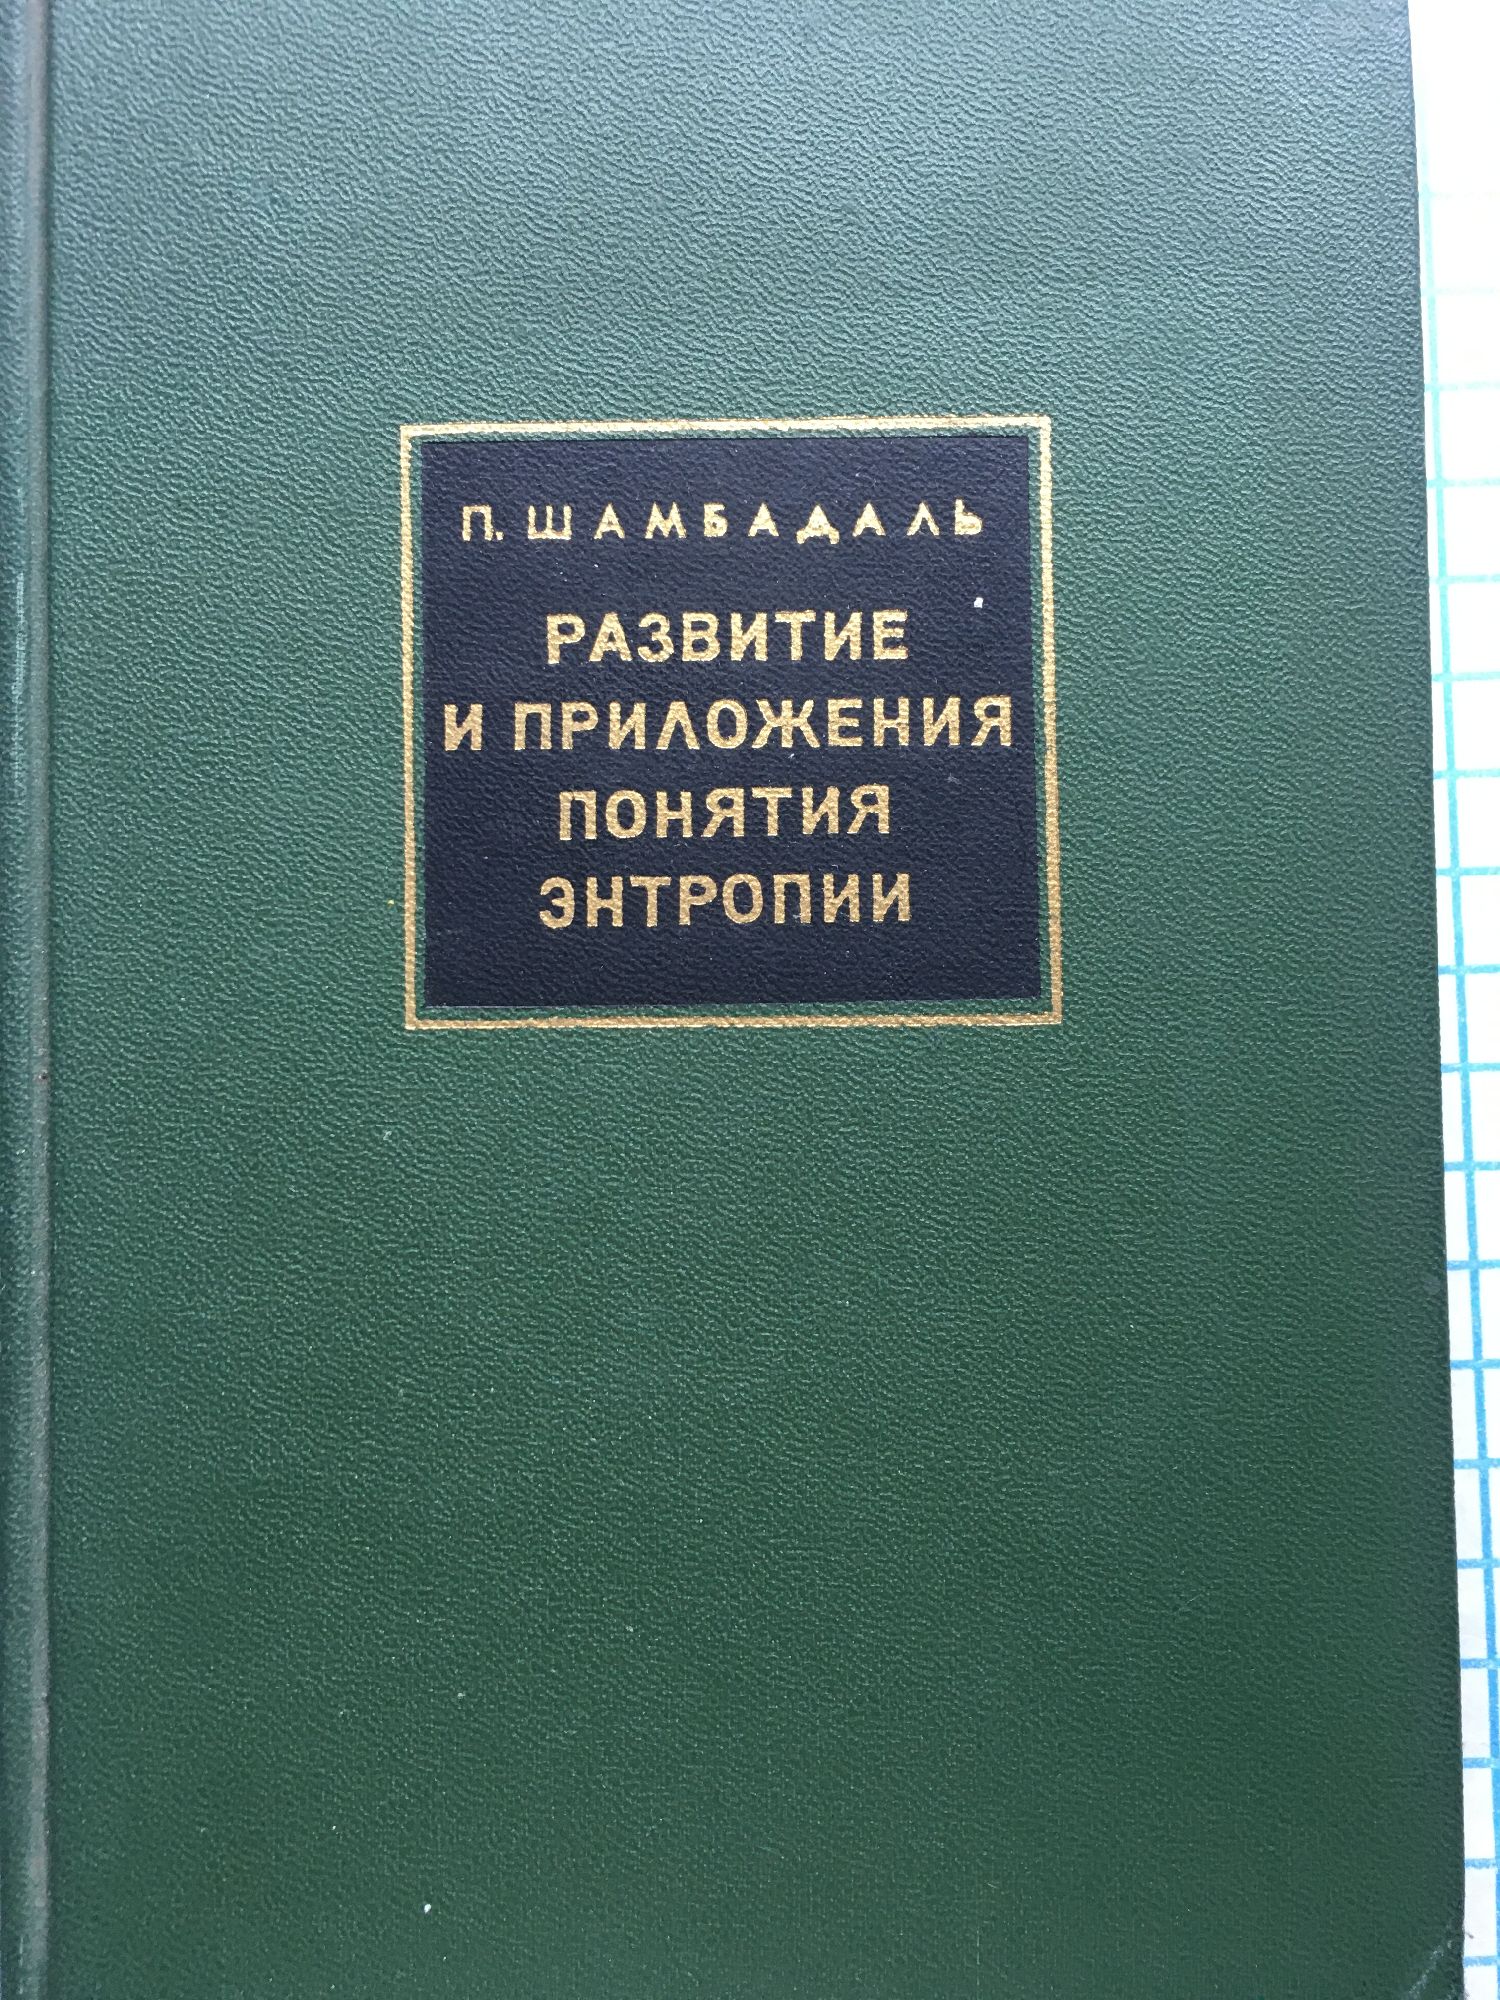 П. ШАМБАДАЛЬ
РАЗВИТИЕ
И ПРИЛОЖЕНИЯ
ПОНЯТИЯ
ЭНТРОПИИ